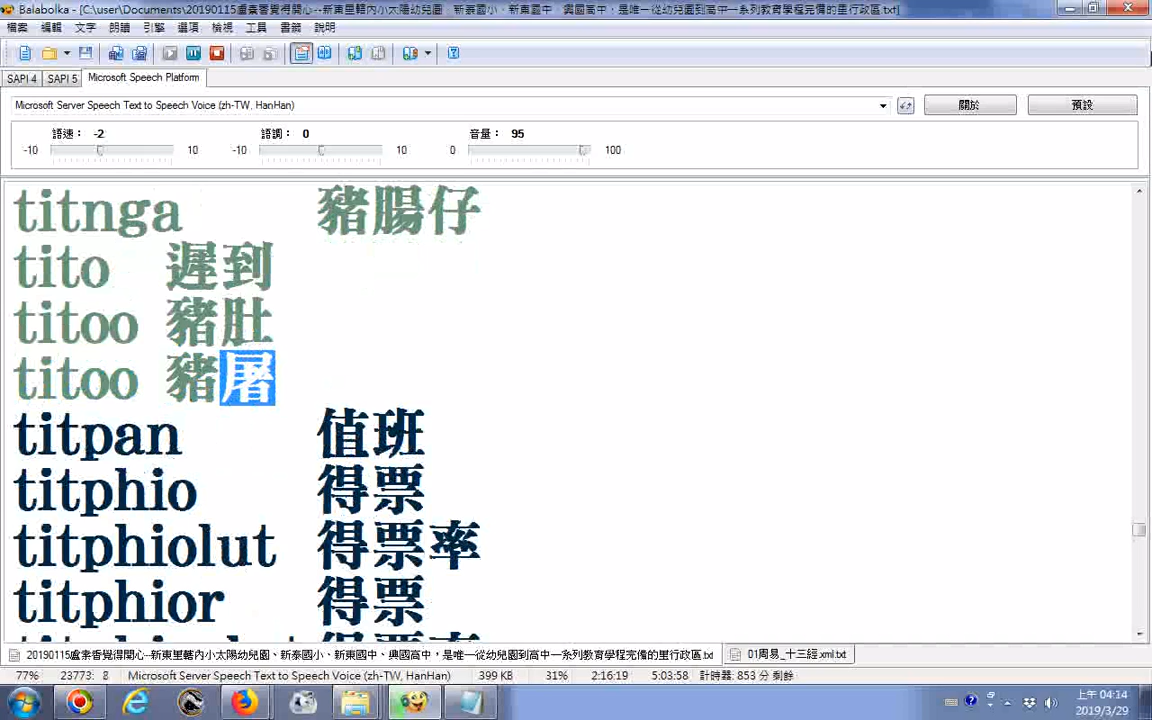 Balabolka - [C:\user\Documents\20190115盧素香覺得開心--新東里轄內小太陽幼兒園、新泰國小、新東國中、興國高中，是唯一從幼兒園到高中一系列教育學程完備的里行政區.txt]
檔案 編輯 文字 朗讀 引擎 選項 檢視 工具 書籤 說明
SAPI 4 SAPI 5 Microsoft Speech Platform
Microsoft Server Speech Text to Speech Voice (zh-TW, HanHan) 關於 預設
語速： -2 語調： 0 音量： 95
-10 10 -10 10 0 100
titnga 豬腸仔
tito 遲到
titoo 豬肚
titoo 豬屠
titpan 值班
titphio 得票
titphiolut 得票率
titphior 得票
20190115盧素香覺得開心--新東里轄內小太陽幼兒園、新泰國小、新東國中、興國高中，是唯一從幼兒園到高中一系列教育學程完備的里行政區.txt 01周易_十三經.xml.txt
77% 23773: 8 Microsoft Server Speech Text to Speech Voice (zh-TW, HanHan) 399 KB 31% 2:16:19 5:03:58 計時器: 853 分 剩餘
上午 04:14
2019/3/29